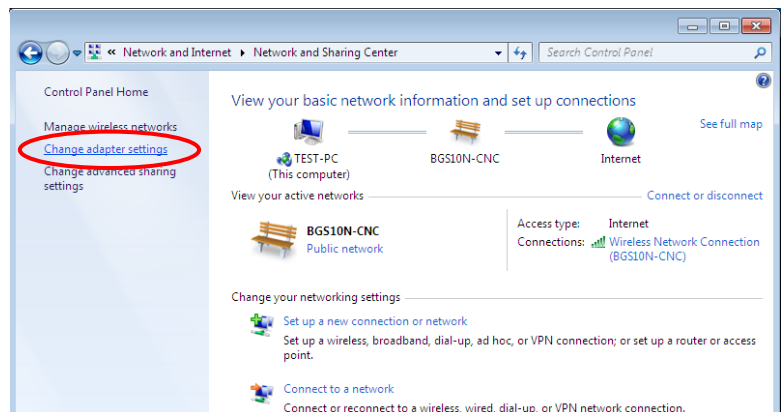 « Network and Internet ▸ Network and Sharing Center
Search Control Panel
Control Panel Home
Manage wireless networks
Change adapter settings
Change advanced sharing
settings
View your basic network information and set up connections
See full map
TEST-PC
(This computer)
BGS10N-CNC
Internet
View your active networks
Connect or disconnect
BGS10N-CNC
Public network
Access type: Internet
Connections: Wireless Network Connection
(BGS10N-CNC)
Change your networking settings
Set up a new connection or network
Set up a wireless, broadband, dial-up, ad hoc, or VPN connection; or set up a router or access
point.
Connect to a network
Connect or reconnect to a wireless, wired, dial-up, or VPN network connection.